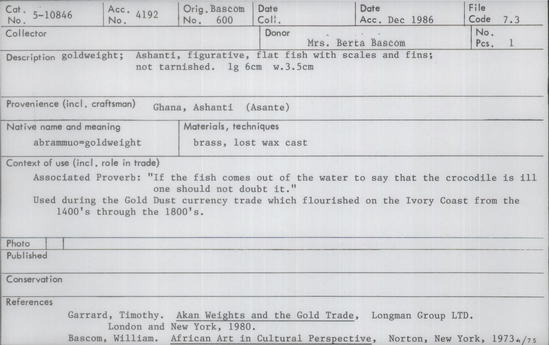 Cat. No. 5-10846 Acc. No. 4192 Orig.Bascom No. 600 Date Coll. Date Acc. Dec 1986 File Code 7.3
Collector Donor Mrs. Berta Bascom No. Pcs. 1
Description goldweight; Ashanti, figurative, flat fish with scales and fins;
not tarnished. lg 6cm w.3.5cm
Provenience (incl. craftsman) Ghana, Ashanti (Asante)
Native name and meaning Materials, techniques
abrammuo=goldweight brass, lost wax cast
Context of use (incl. role in trade)
Associated Proverb: "If the fish comes out of the water to say that the crocodile is ill
one should not doubt it."
Used during the Gold Dust currency trade which flourished on the Ivory Coast from the
1400's through the 1800's.
Photo
Published
Conservation
References
Garrard, Timothy. Akan Weights and the Gold Trade, Longman Group LTD.
London and New York, 1980.
Bascom, William. African Art in Cultural Perspective, Norton, New York, 1973